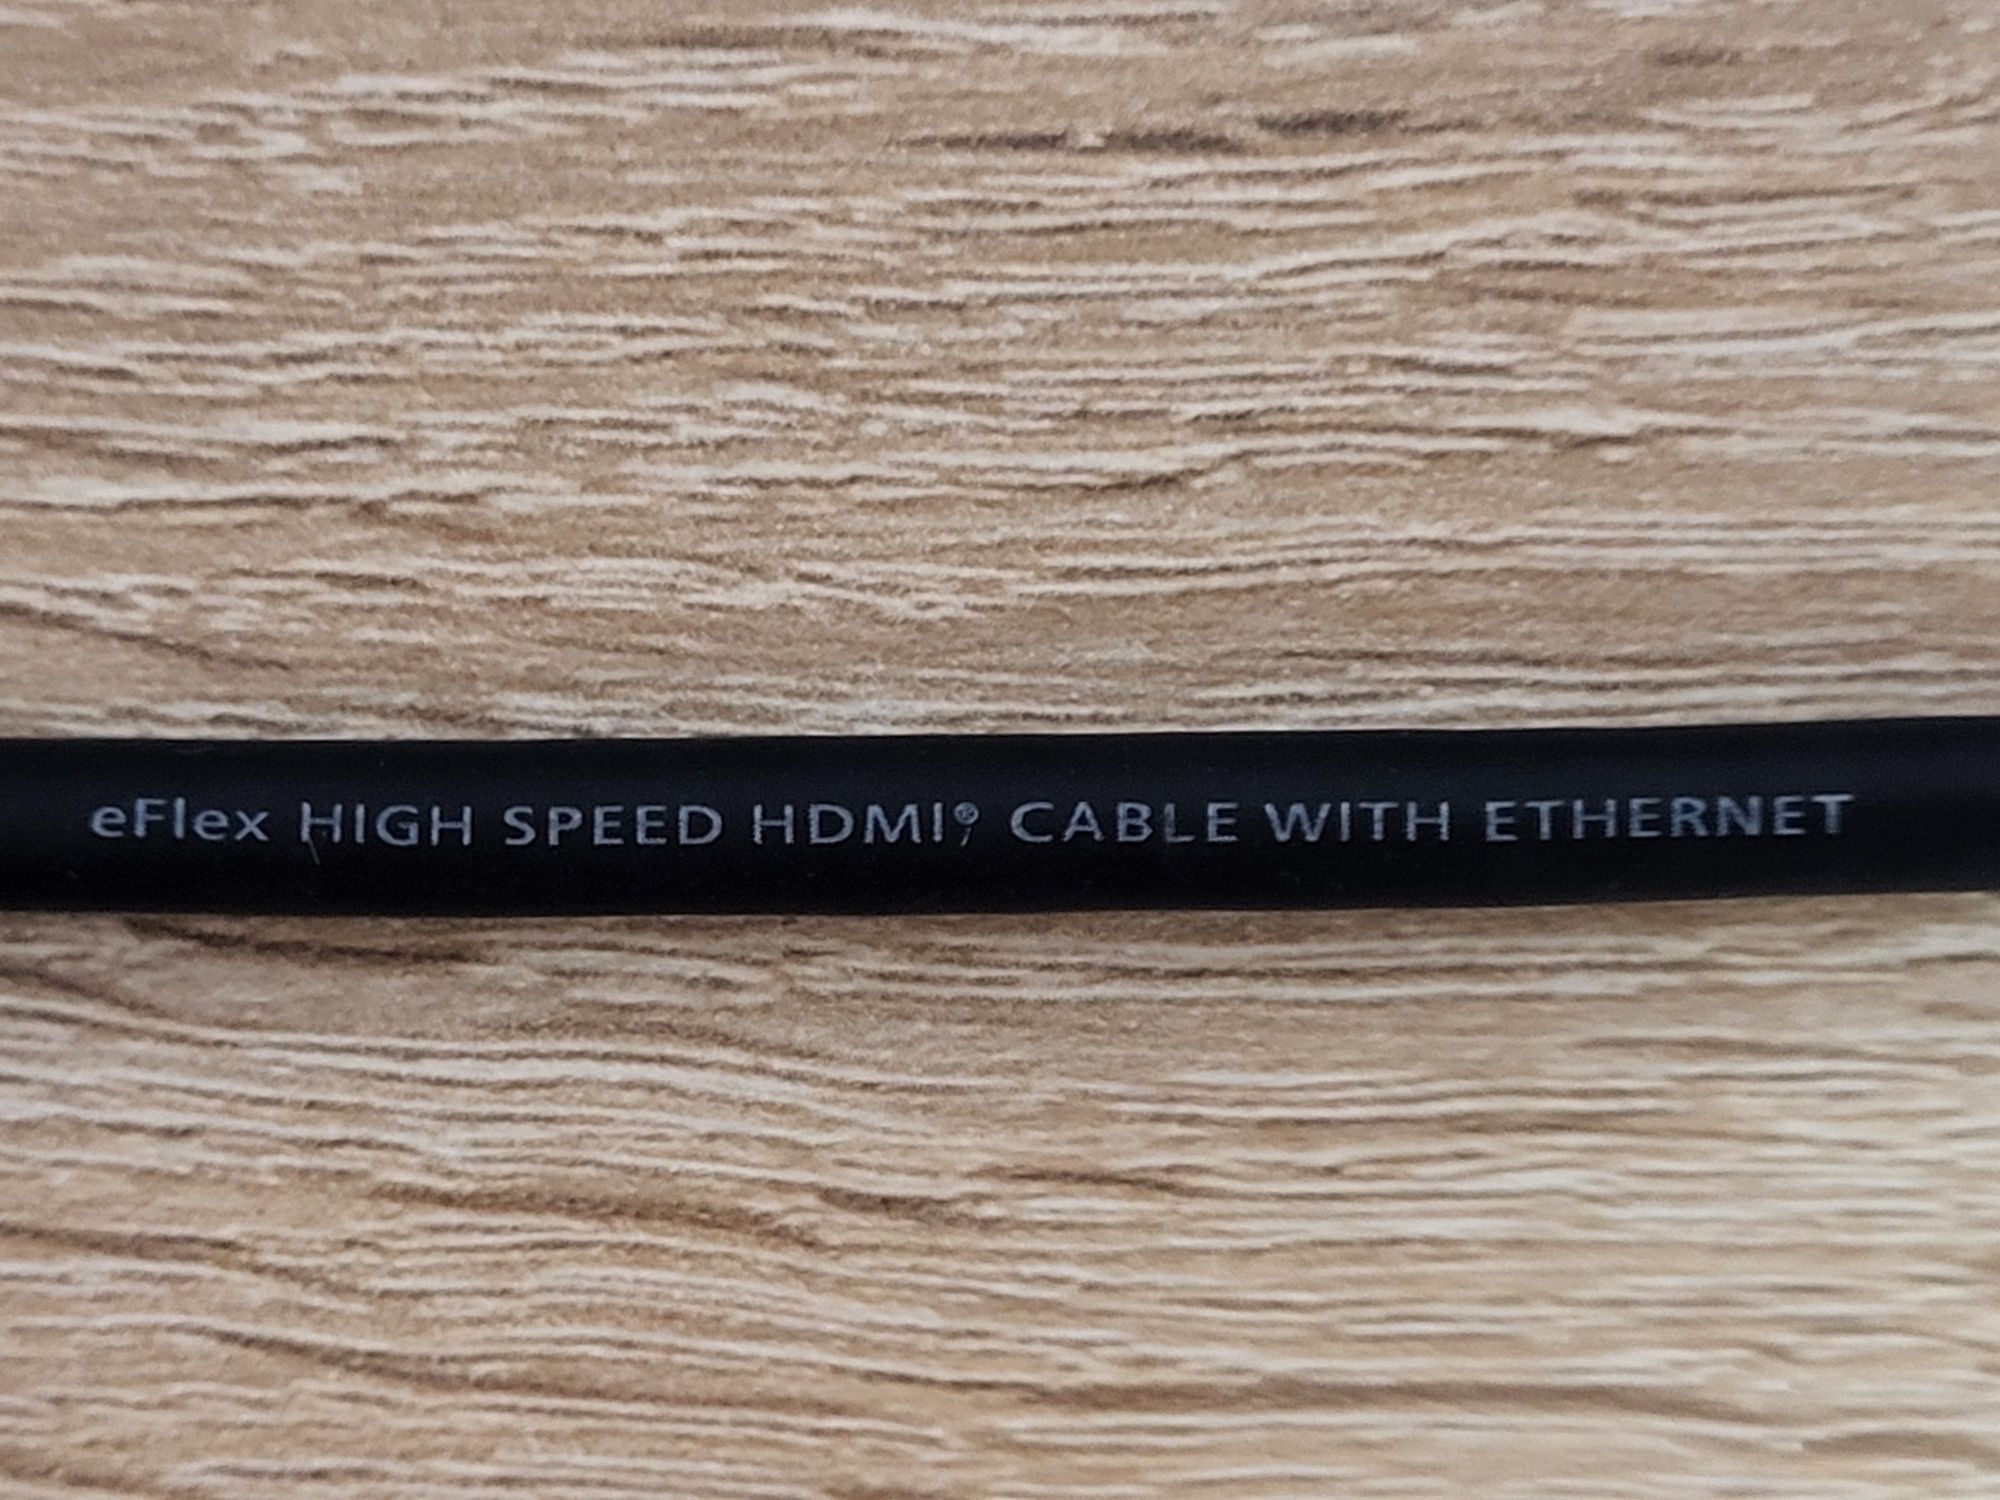 eFlex HIGH SPEED HDMI® CABLE WITH ETHERNET